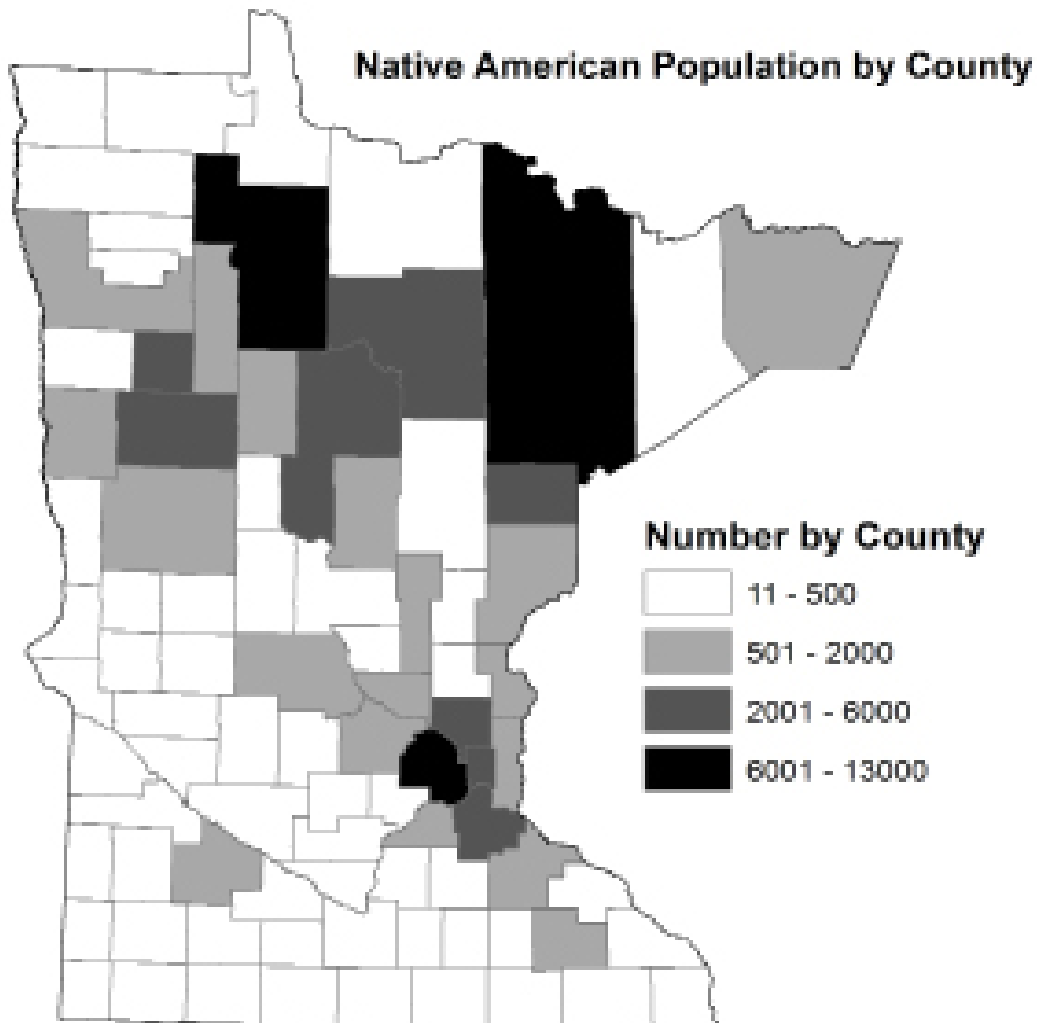 Native American Population by County
Number by County
11 - 500
501 - 2000
2001 - 6000
6001 - 13000